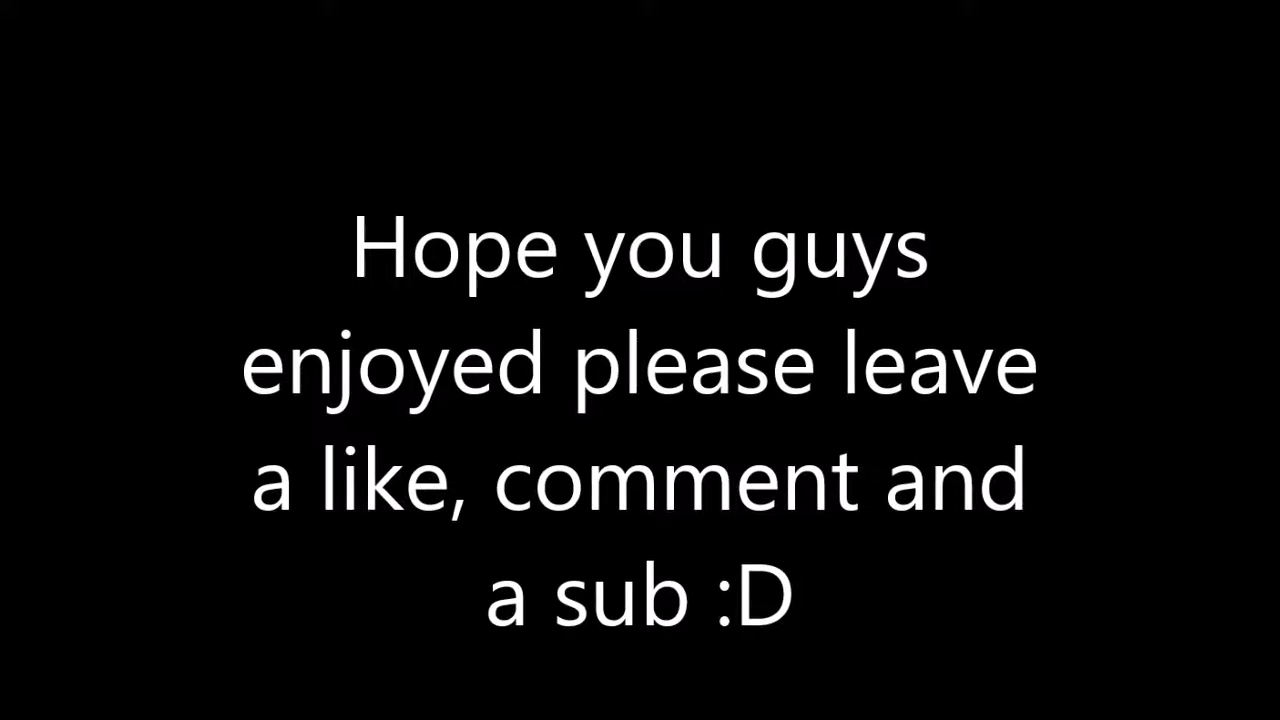 Hope you guys
enjoyed please leave
a like, comment and
a sub :D